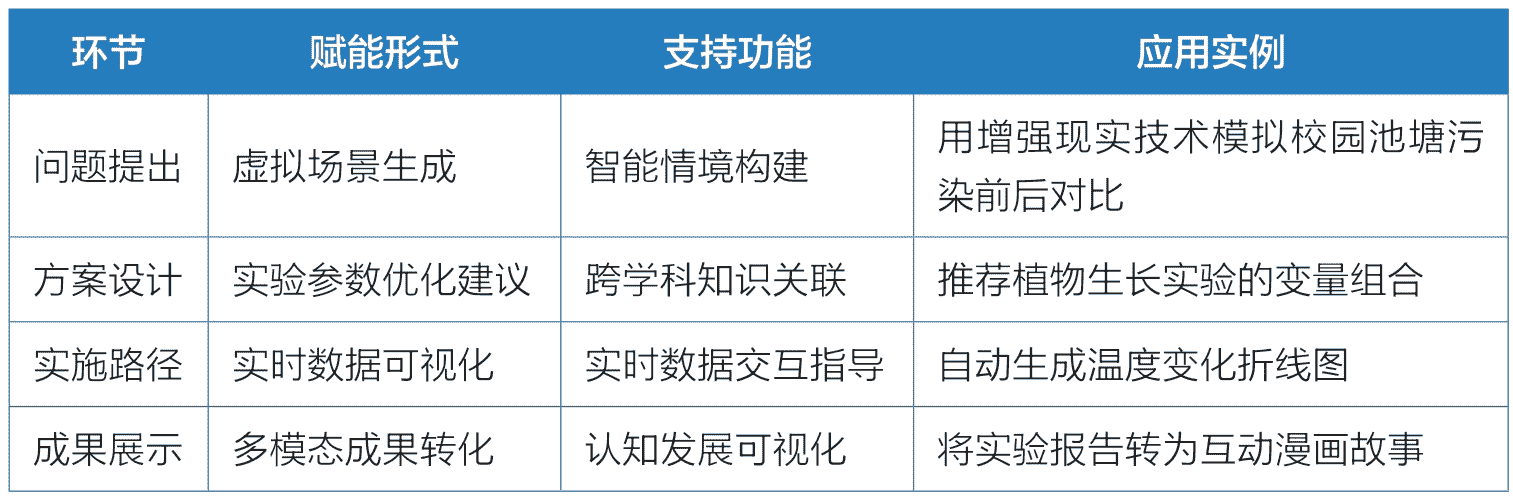 环节 赋能形式 支持功能 应用实例
问题提出 虚拟场景生成 智能情境构建 用增强现实技术模拟校园池塘污
染前后对比
方案设计 实验参数优化建议 跨学科知识关联 推荐植物生长实验的变量组合
实施路径 实时数据可视化 实时数据交互指导 自动生成温度变化折线图
成果展示 多模态成果转化 认知发展可视化 将实验报告转为互动漫画故事